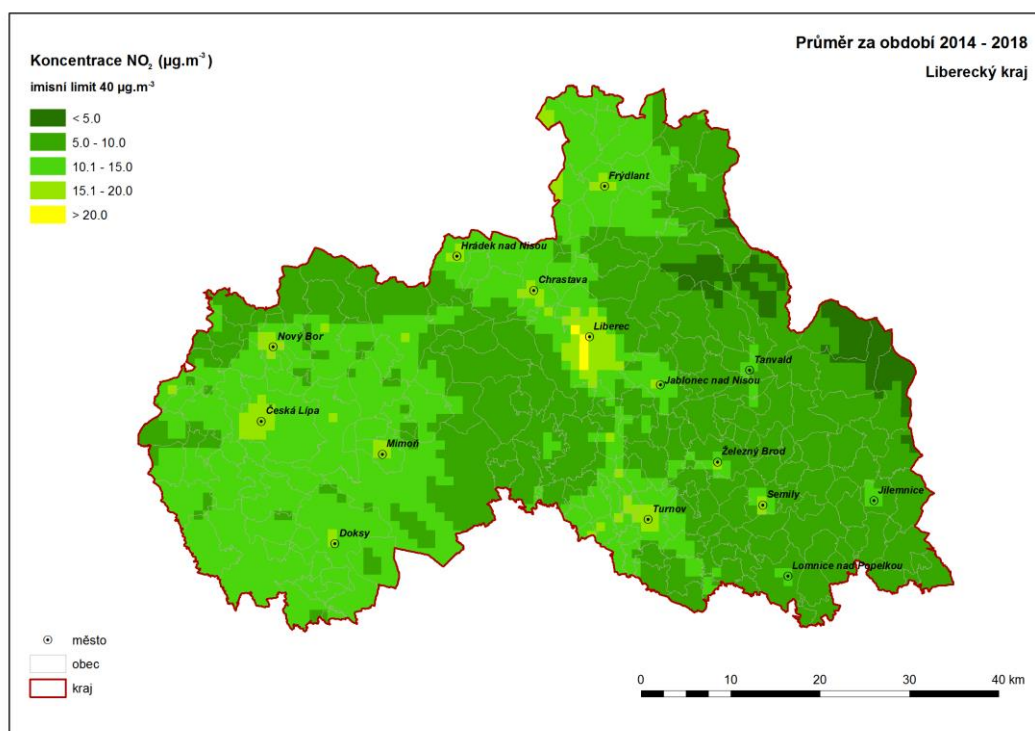 Koncentrace NO₂ (µg.m⁻³)
imisní limit 40 µg.m⁻³
< 5.0
5.0 - 10.0
10.1 - 15.0
15.1 - 20.0
> 20.0
Průměr za období 2014 - 2018
Liberecký kraj
Frýdlant
Hrádek nad Nisou
Chrastava
Liberec
Nový Bor
Tanvald
Jablonec nad Nisou
Česká Lípa
Mimoň
Železný Brod
Semily
Jilemnice
Turnov
Doksy
Lomnice nad Popelkou
město
obec
kraj
0 10 20 30 40 km